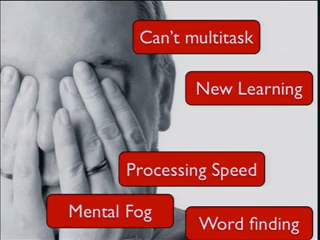 Can't multitask
New Learning
Processing Speed
Mental Fog
Word finding